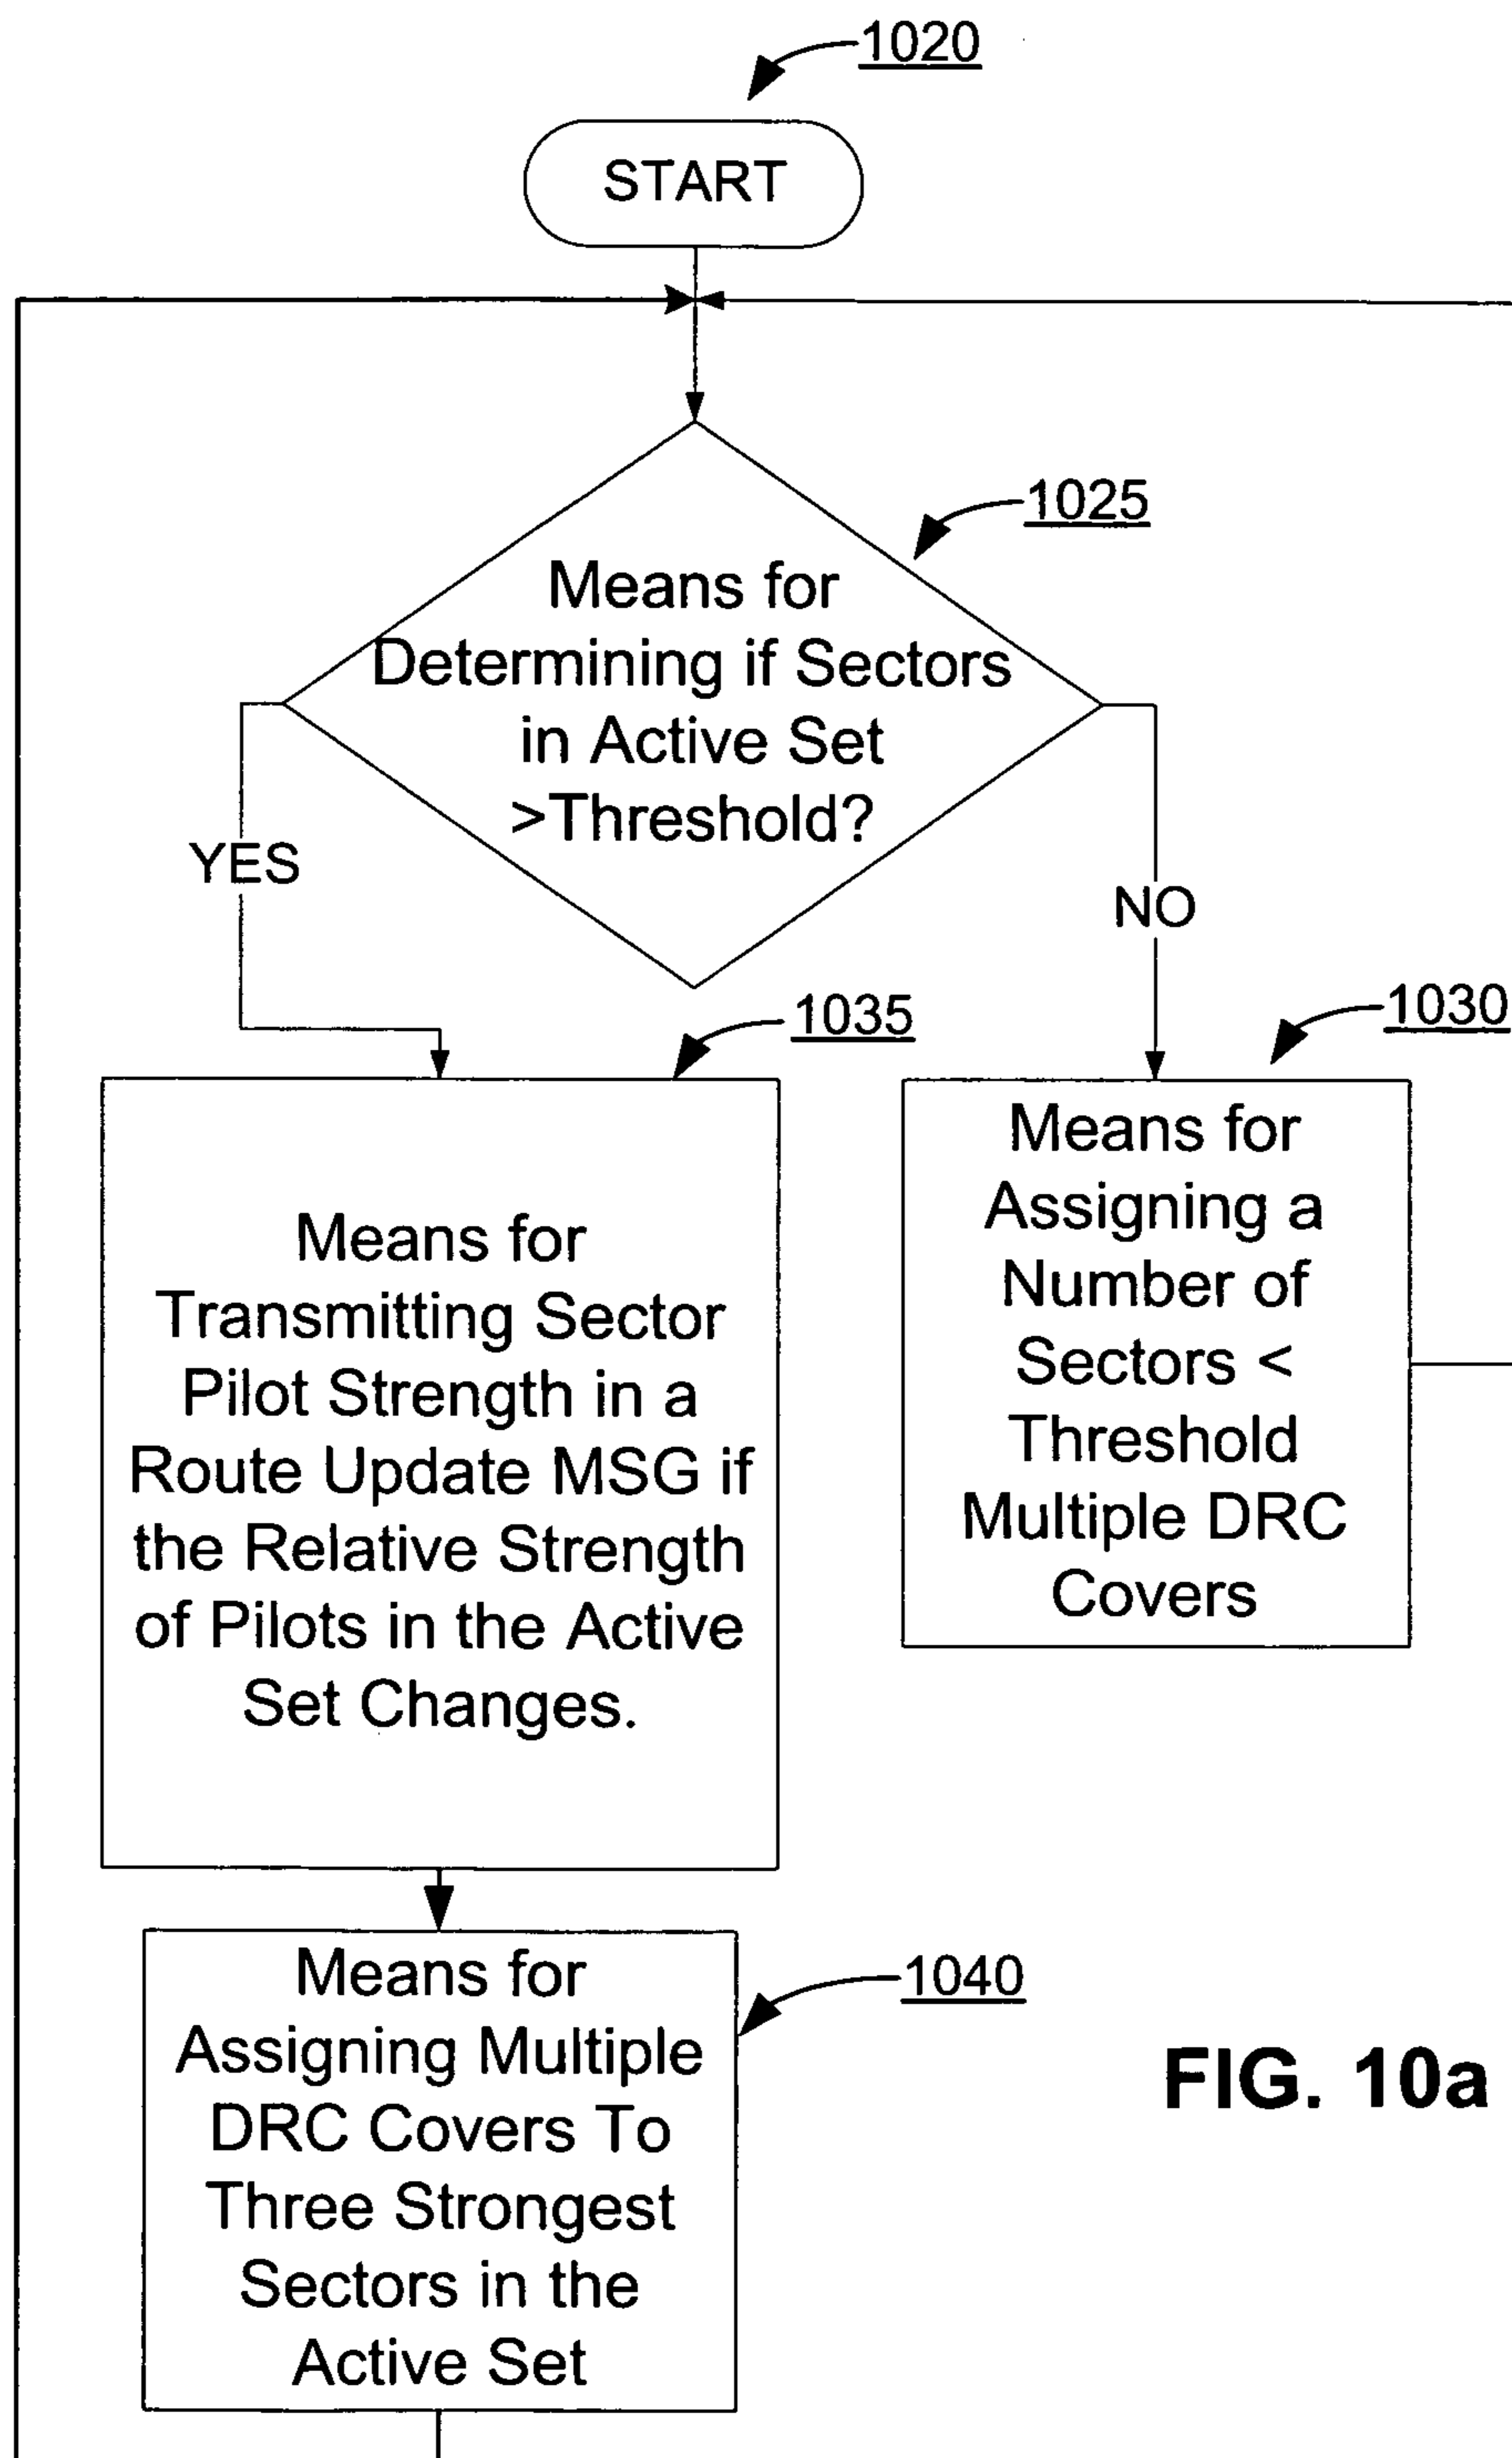 1020
START
1025
Means for
Determining if Sectors
in Active Set
>Threshold?
YES
NO
1035
1030
Means for
Transmitting Sector
Pilot Strength in a
Route Update MSG if
the Relative Strength
of Pilots in the Active
Set Changes.
Means for
Assigning a
Number of
Sectors <
Threshold
Multiple DRC
Covers
1040
Means for
Assigning Multiple
DRC Covers To
Three Strongest
Sectors in the
Active Set
FIG. 10a